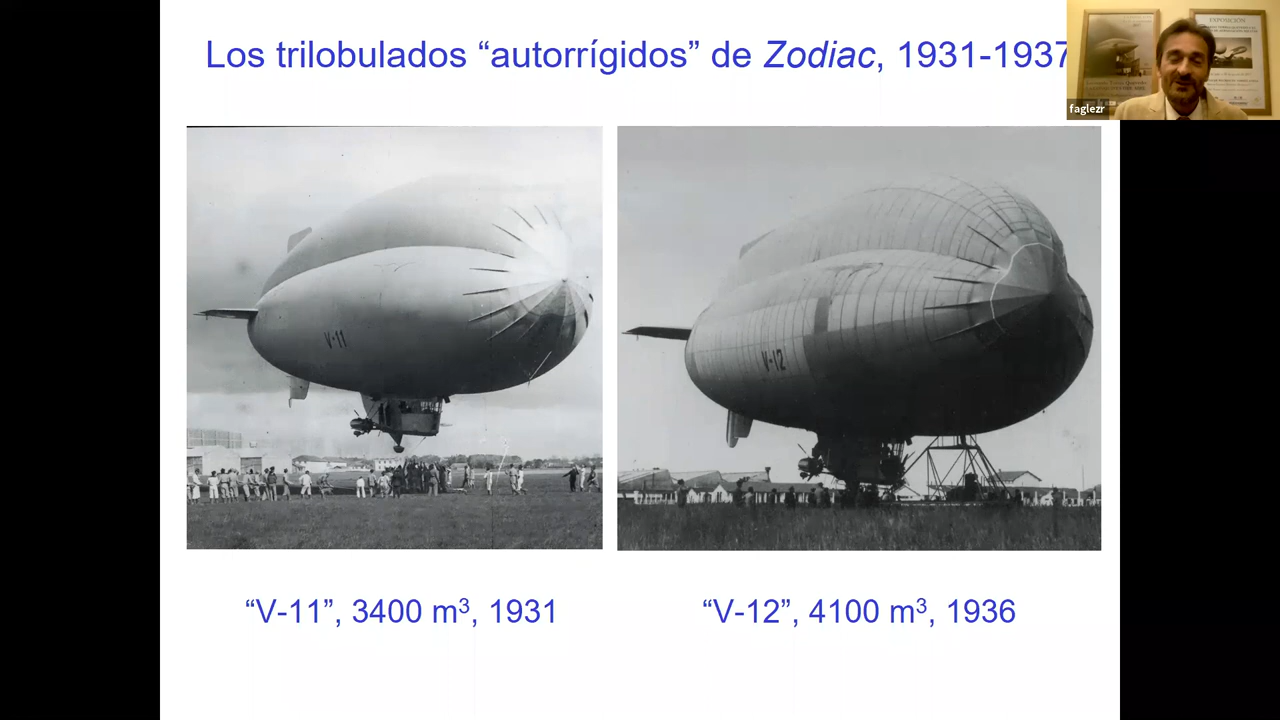 Los trilobulados “autorrígidos” de Zodiac, 1931-1937
EXPOSICIÓN
faglezr
V-11
V-12
“V-11”, 3400 m³, 1931
“V-12”, 4100 m³, 1936